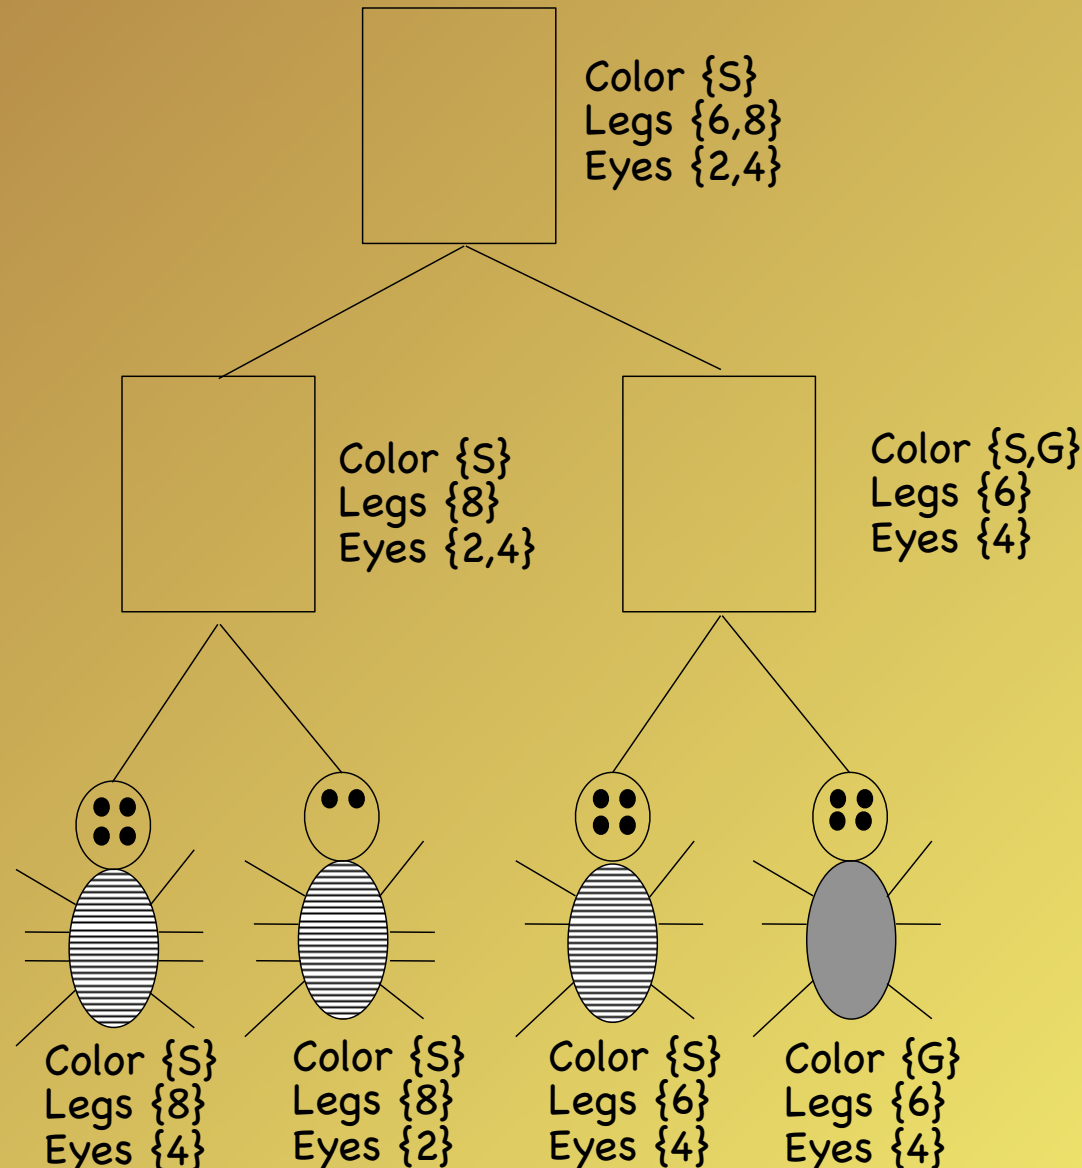 Color {S}
Legs {6,8}
Eyes {2,4}
Color {S}
Legs {8}
Eyes {2,4}
Color {S,G}
Legs {6}
Eyes {4}
Color {S}
Legs {8}
Eyes {4}
Color {S}
Legs {8}
Eyes {2}
Color {S}
Legs {6}
Eyes {4}
Color {G}
Legs {6}
Eyes {4}